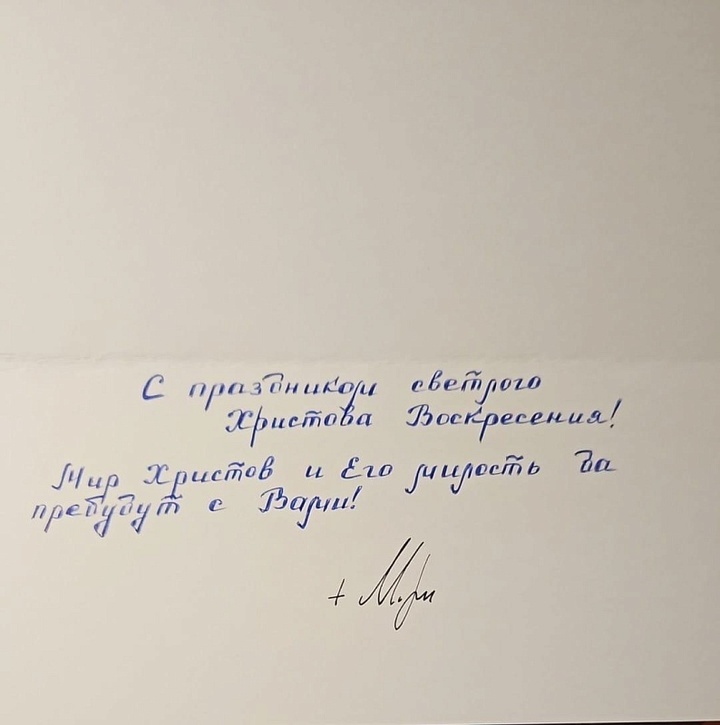 С праздником светлого
Христова Воскресения!
Мир Христов и Его милость да
пребудут с Вами!
+